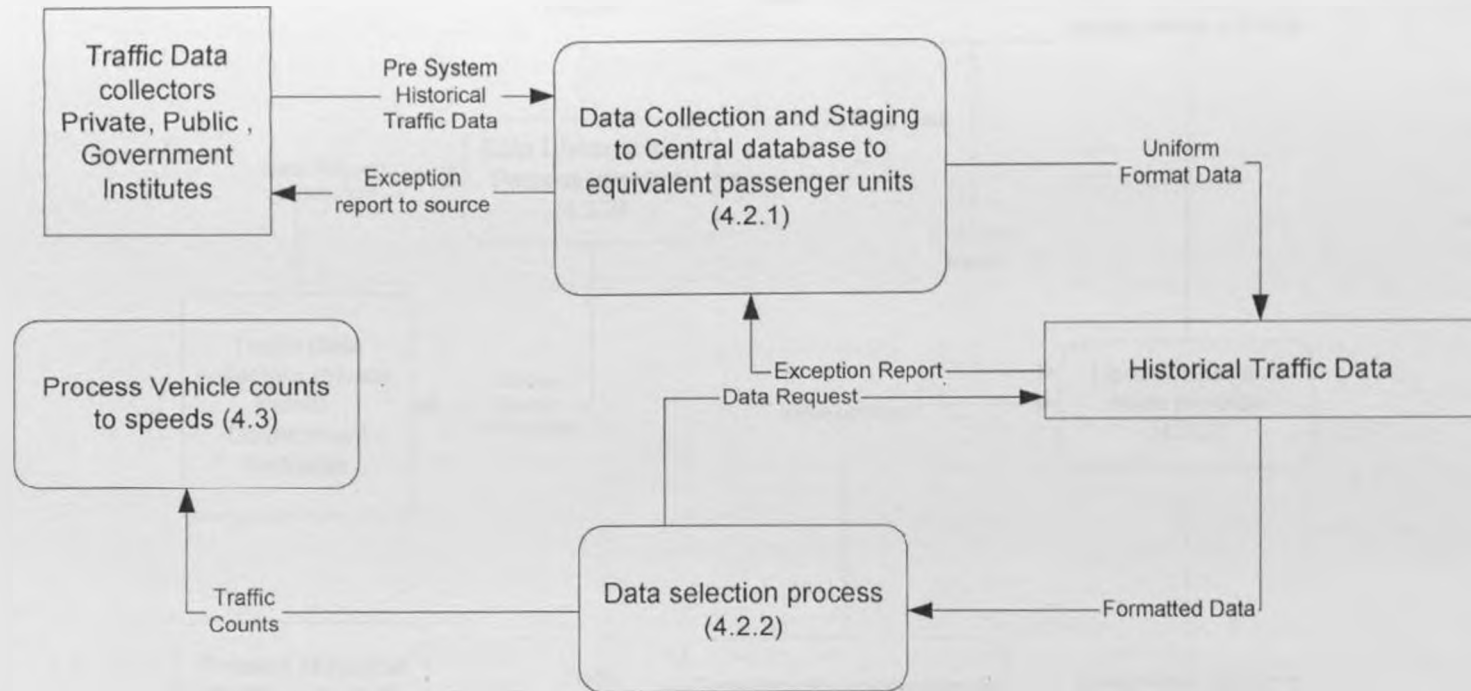 Traffic Data
collectors
Private, Public ,
Government
Institutes
Pre System
Historical
Traffic Data
Exception
report to source
Data Collection and Staging
to Central database to
equivalent passenger units
(4.2.1)
Uniform
Format Data
Process Vehicle counts
to speeds (4.3)
Exception Report
Data Request
Historical Traffic Data
Traffic
Counts
Data selection process
(4.2.2)
Formatted Data